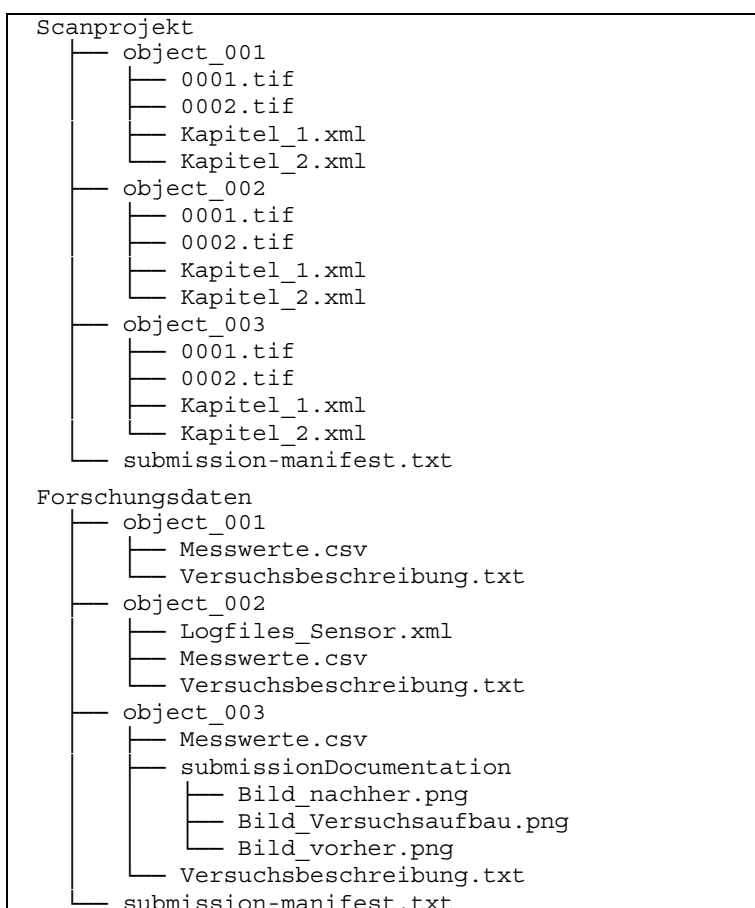 Scanprojekt
├── object_001
│   ├── 0001.tif
│   ├── 0002.tif
│   ├── Kapitel_1.xml
│   └── Kapitel_2.xml
├── object_002
│   ├── 0001.tif
│   ├── 0002.tif
│   ├── Kapitel_1.xml
│   └── Kapitel_2.xml
├── object_003
│   ├── 0001.tif
│   ├── 0002.tif
│   ├── Kapitel_1.xml
│   └── Kapitel_2.xml
└── submission-manifest.txt
Forschungsdaten
├── object_001
│   ├── Messwerte.csv
│   └── Versuchsbeschreibung.txt
├── object_002
│   ├── Logfiles_Sensor.xml
│   ├── Messwerte.csv
│   └── Versuchsbeschreibung.txt
├── object_003
│   ├── Messwerte.csv
│   ├── submissionDocumentation
│   │   ├── Bild_nachher.png
│   │   ├── Bild_Versuchsaufbau.png
│   │   └── Bild_vorher.png
│   └── Versuchsbeschreibung.txt
└── submission-manifest.txt